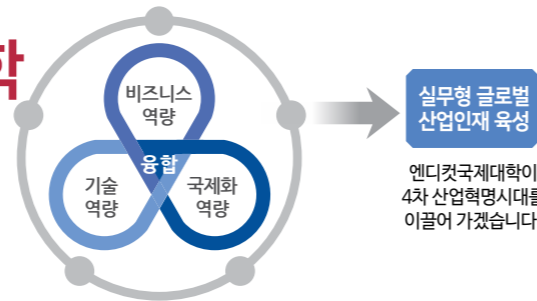 학
비즈니스
역량
융합
기술
역량
국제화
역량
실무형 글로벌
산업인재 육성
엔디컷국제대학이
4차 산업혁명시대를
이끌어 가겠습니다